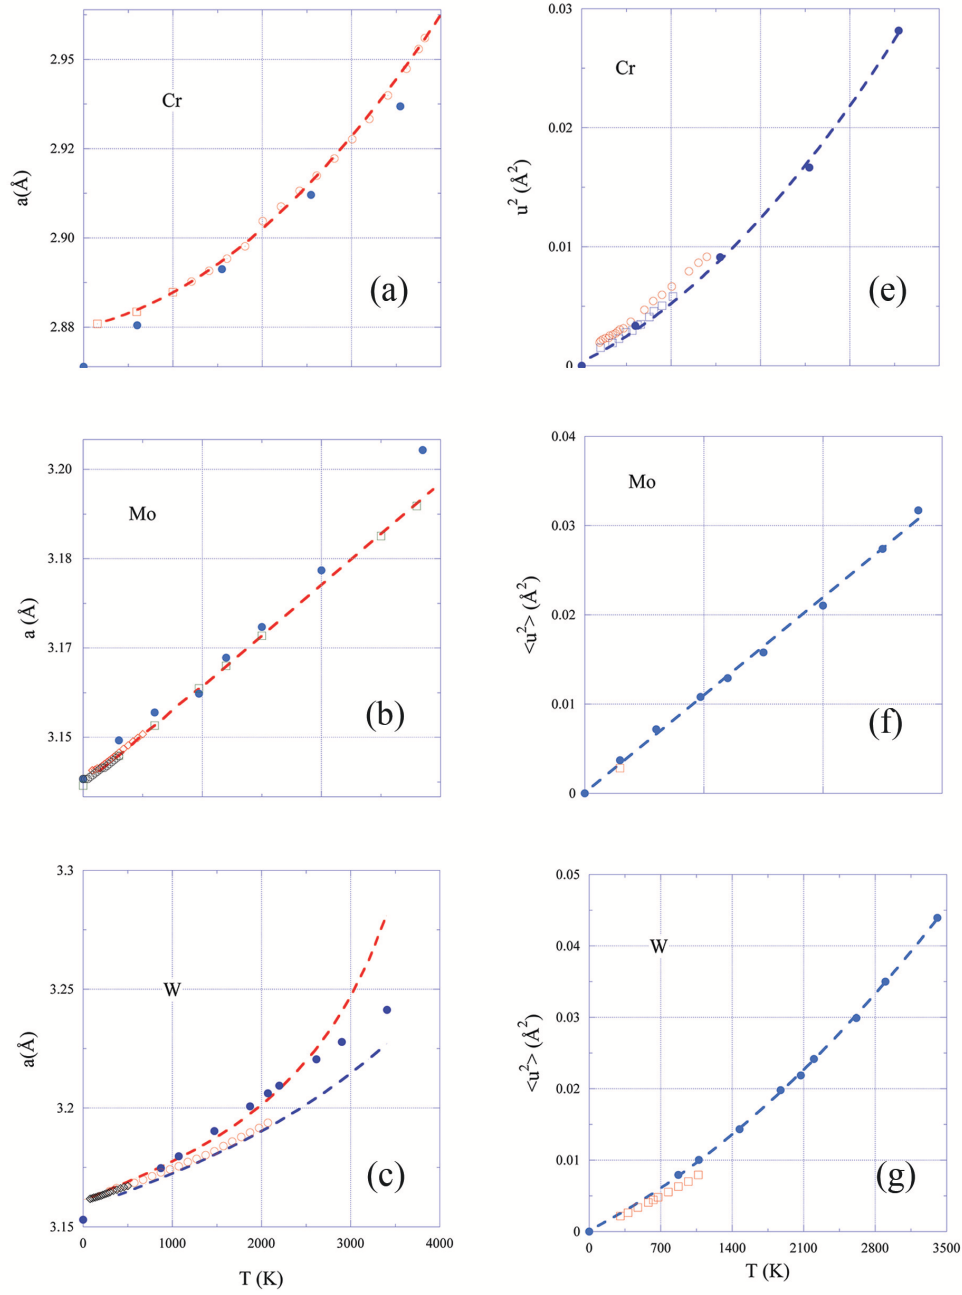 2.95
2.92
2.90
2.88
a(Å)
Cr
(a)
0.03
0.02
0.01
0
u² (Å²)
Cr
(e)
3.20
3.18
3.17
3.15
a (Å)
Mo
(b)
0.04
0.03
0.02
0.01
0
<u²> (Å²)
Mo
(f)
3.3
3.25
3.2
3.15
a(Å)
W
(c)
0 1000 2000 3000 4000
T (K)
0.05
0.04
0.03
0.02
0.01
0
<u²> (Å²)
W
(g)
0 700 1400 2100 2800 3500
T (K)